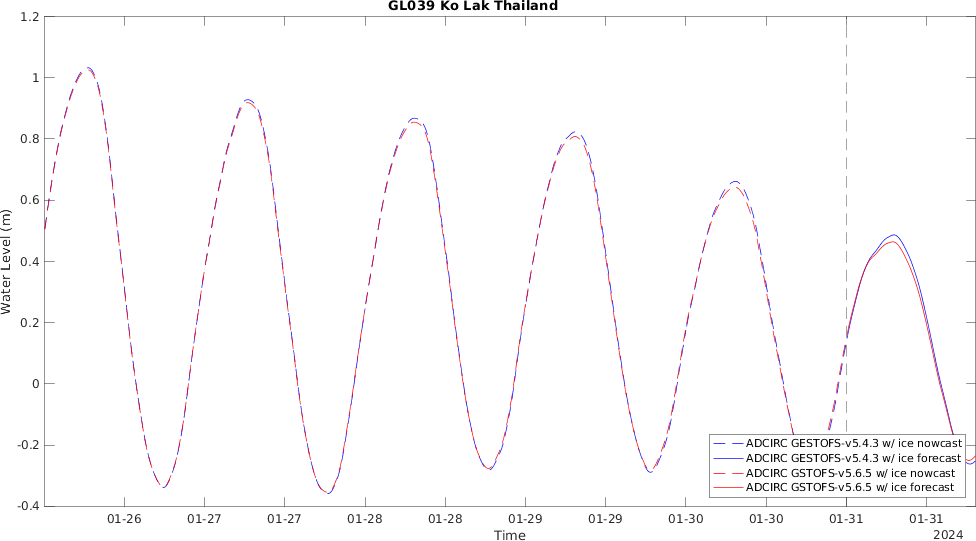 GL039 Ko Lak Thailand
1.2
1
0.8
0.6
0.4
0.2
0
-0.2
-0.4
Water Level (m)
ADCIRC GESTOFS-v5.4.3 w/ ice nowcast
ADCIRC GESTOFS-v5.4.3 w/ ice forecast
ADCIRC GSTOFS-v5.6.5 w/ ice nowcast
ADCIRC GSTOFS-v5.6.5 w/ ice forecast
01-26 01-27 01-27 01-28 01-28 01-29 01-29 01-30 01-30 01-31 01-31
Time 2024